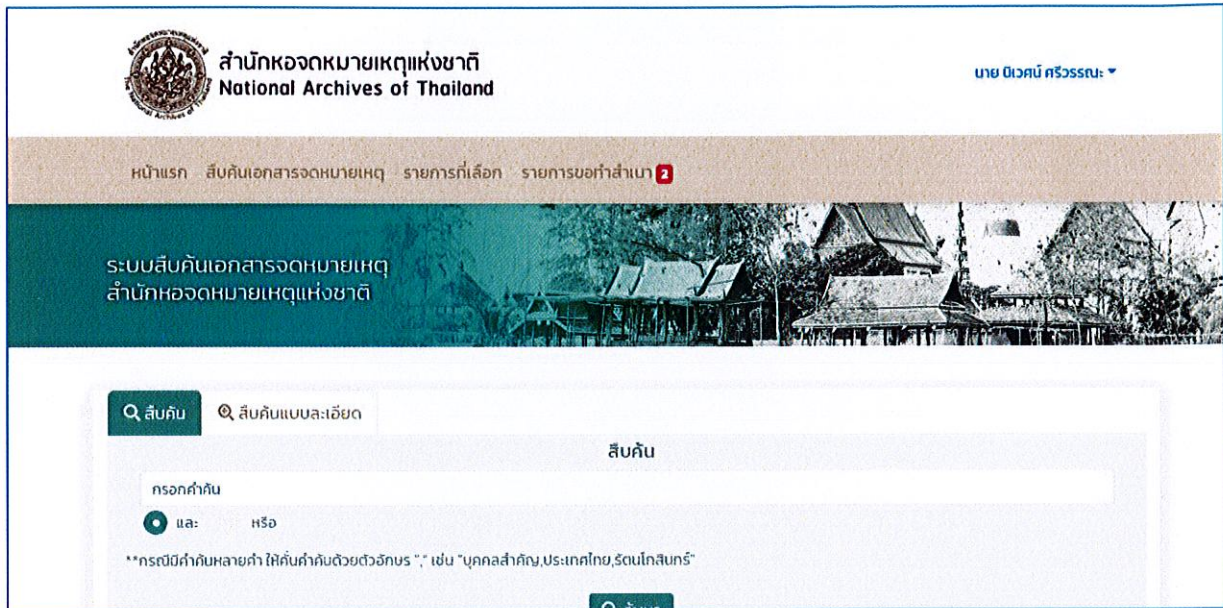 สำนักหอจดหมายเหตุแห่งชาติ
National Archives of Thailand
นาย นิเวศน์ ศรีวรรณะ
หน้าแรก สืบค้นเอกสารจดหมายเหตุ รายการที่เลือก รายการขอทำสำเนา 2
ระบบสืบค้นเอกสารจดหมายเหตุ
สำนักหอจดหมายเหตุแห่งชาติ
สืบค้น สืบค้นแบบละเอียด
สืบค้น
กรอกคำค้น
และ หรือ
**กรณีมีคำค้นหลายคำ ให้คั่นคำค้นด้วยตัวอักษร "," เช่น "บุคคลสำคัญ,ประเทศไทย,รัตนโกสินทร์"